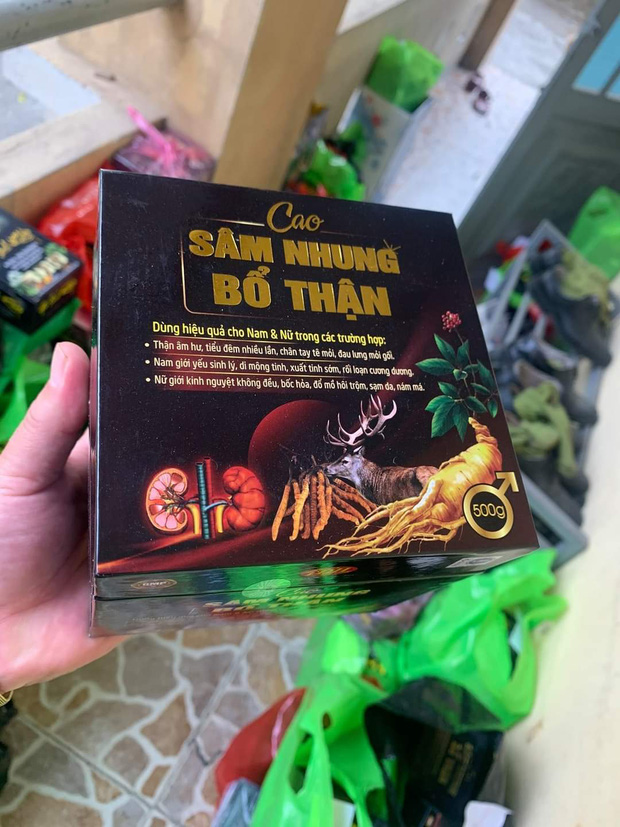 Cao
SÂM NHUNG
BỔ THẬN
Dùng hiệu quả cho Nam & Nữ trong các trường hợp:
• Thận âm hư, tiểu đêm nhiều lần, chân tay tê mỏi, đau lưng mỏi gối.
• Nam giới yếu sinh lý, di mộng tinh, xuất tinh sớm, rối loạn cương dương.
• Nữ giới kinh nguyệt không đều, bốc hỏa, đổ mồ hôi trộm, sạm da, nám má.
500g
GMP